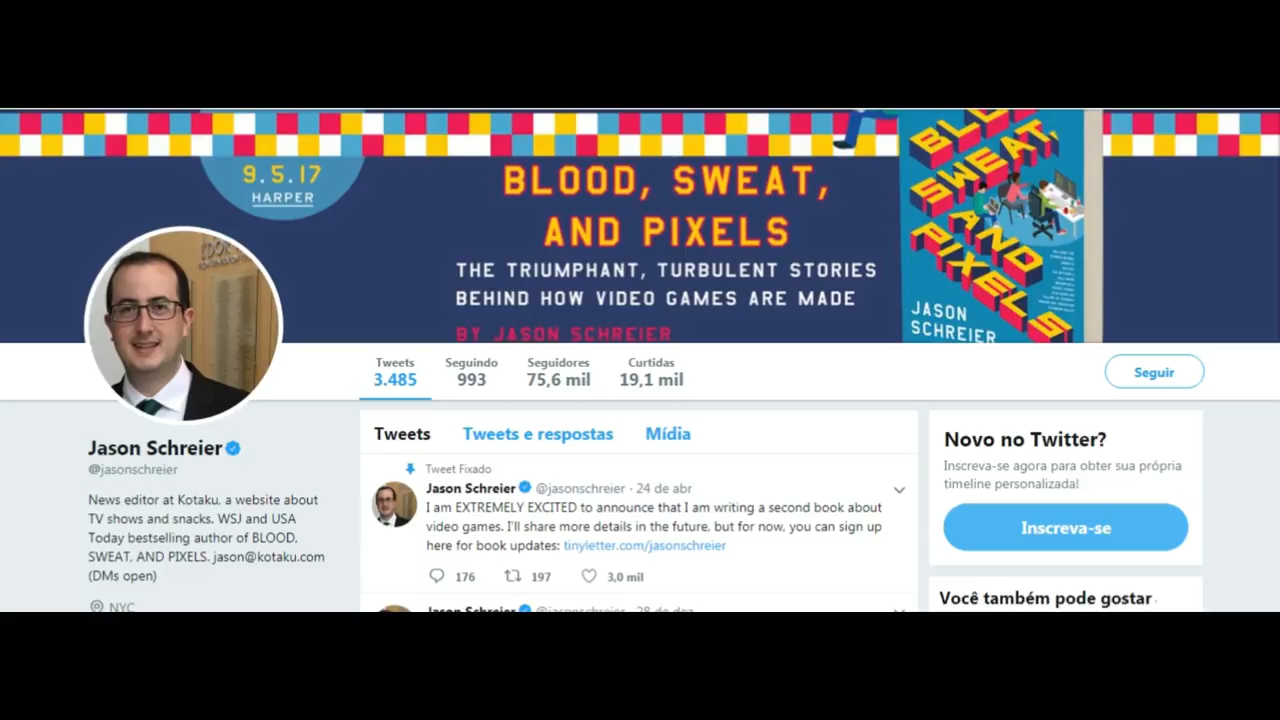 9.5.17
HARPER
BLOOD, SWEAT,
AND PIXELS
THE TRIUMPHANT, TURBULENT STORIES
BEHIND HOW VIDEO GAMES ARE MADE
BY JASON SCHREIER
SWEAT,
AND
PIXELS
JASON
SCHREIER
Tweets Seguindo Seguidores Curtidas
3.485 993 75,6 mil 19,1 mil
Seguir
Jason Schreier
@jasonschreier
News editor at Kotaku, a website about
TV shows and snacks. WSJ and USA
Today bestselling author of BLOOD,
SWEAT, AND PIXELS. jason@kotaku.com
(DMs open)
NYC
Tweets Tweets e respostas Mídia
Tweet Fixado
Jason Schreier @jasonschreier · 24 de abr
I am EXTREMELY EXCITED to announce that I am writing a second book about
video games. I'll share more details in the future, but for now, you can sign up
here for book updates: tinyletter.com/jasonschreier
176 197 3,0 mil
Jason Schreier @jasonschreier · 28 de dez
Novo no Twitter?
Inscreva-se agora para obter sua própria
timeline personalizada!
Inscreva-se
Você também pode gostar